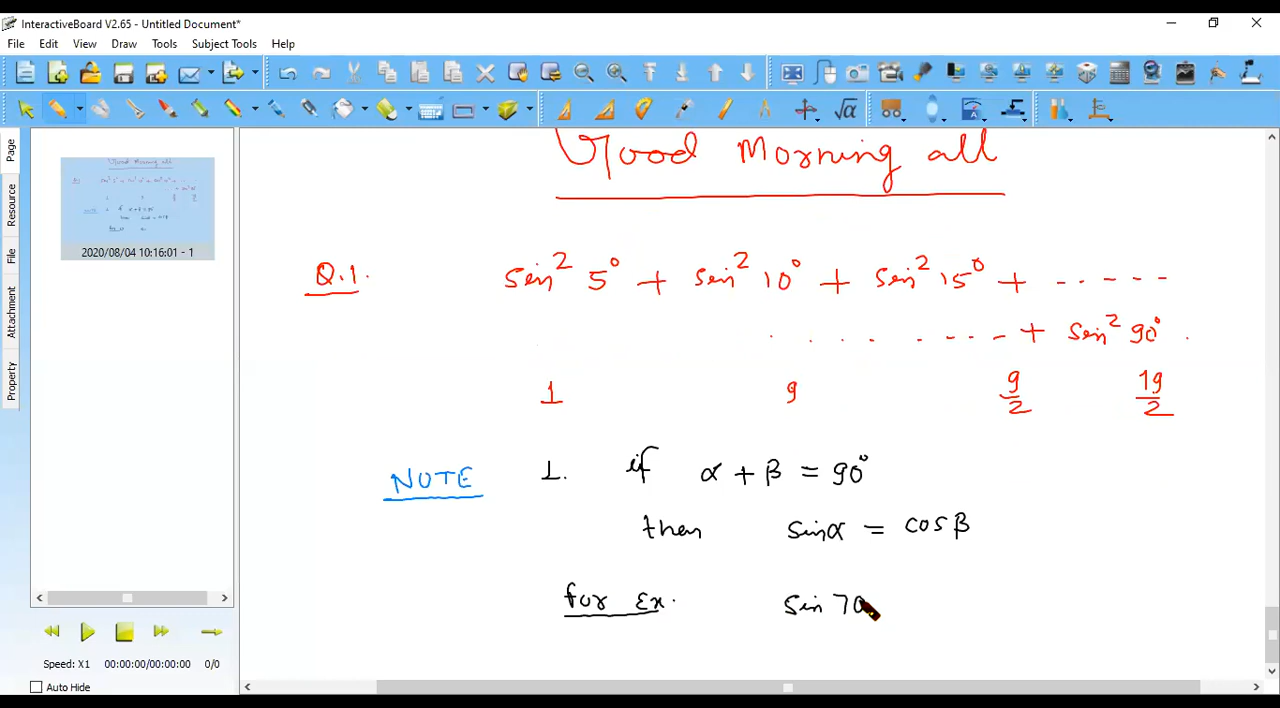 InteractiveBoard V2.65 - Untitled Document*
File Edit View Draw Tools Subject Tools Help
Page
Resource
File
Attachment
Property
2020/08/04 10:16:01 - 1
Speed: X1 00:00:00/00:00:00 0/0
Auto Hide
Good Morning all
Q.1. sin² 5° + sin² 10° + sin² 15° + ......
......... + sin² 90° .
1 9 9/2 19/2
NOTE 1. if α + β = 90°
then sinα = cosβ
for Ex. sin 70